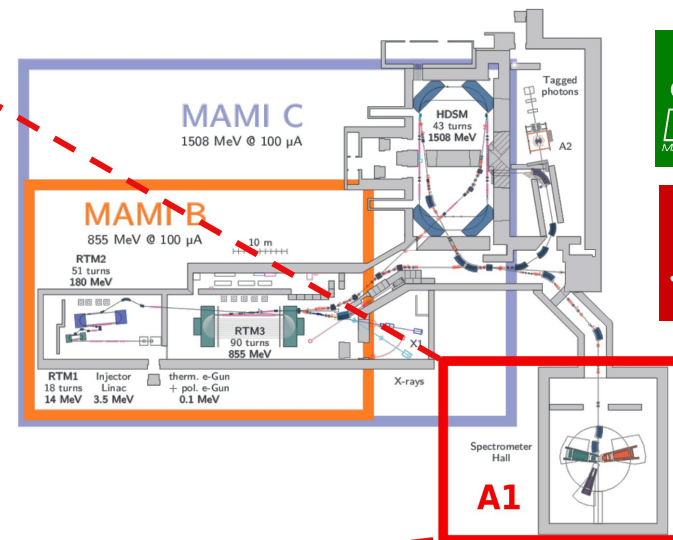 MAMI C
1508 MeV @ 100 µA
HDSM
43 turns
1508 MeV
Tagged
photons
A2
MAMI B
855 MeV @ 100 µA
10 m
RTM2
51 turns
180 MeV
RTM3
90 turns
855 MeV
X1
X-rays
RTM1
18 turns
14 MeV
Injector
Linac
3.5 MeV
therm. e-Gun
+ pol. e-Gun
0.1 MeV
Spectrometer
Hall
A1